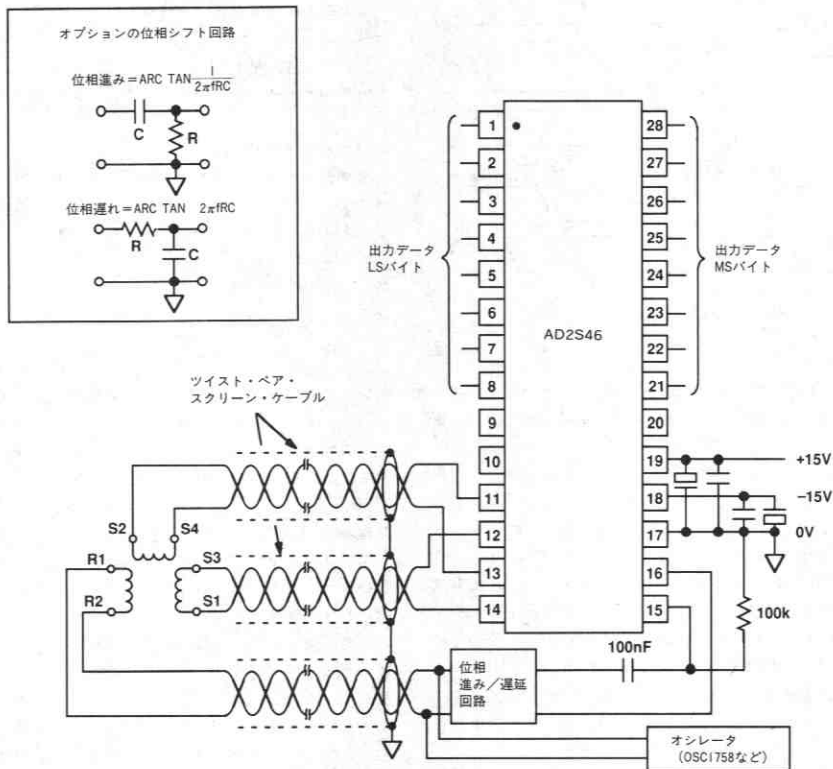 オプションの位相シフト回路
位相進み=ARC TAN 1/2πfRC
C
R
位相遅れ=ARC TAN 2πfRC
R
C
1
2
3
4
5
6
7
8
9
10
11
12
13
14
出力データ
LSバイト
AD2S46
28
27
26
25
24
23
22
21
20
19
18
17
16
15
出力データ
MSバイト
+15V
−15V
0V
100k
100nF
ツイスト・ペア・
スクリーン・ケーブル
S2
S4
R1
R2
S3
S1
位相
進み/遅延
回路
オシレータ
(OSC1758など)